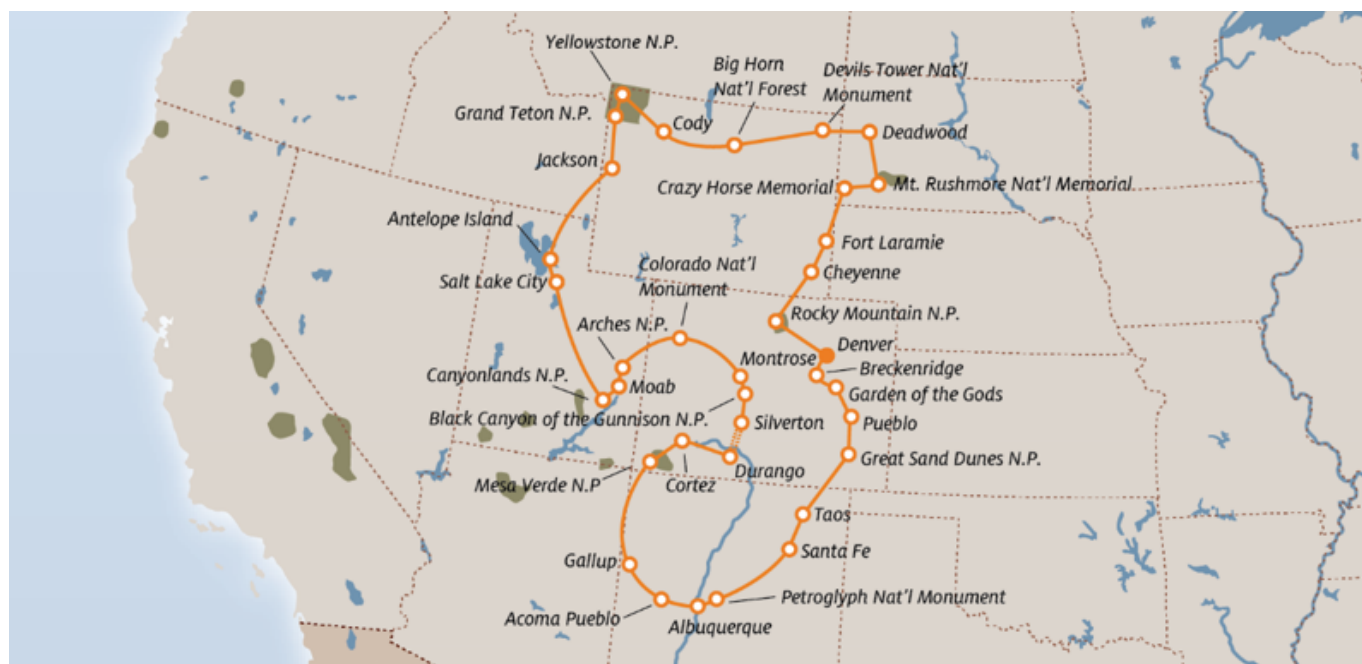 Yellowstone N.P.
Big Horn
Nat'l Forest
Devils Tower Nat'l
Monument
Grand Teton N.P.
Cody
Deadwood
Jackson
Crazy Horse Memorial
Mt. Rushmore Nat'l Memorial
Antelope Island
Fort Laramie
Colorado Nat'l
Monument
Cheyenne
Salt Lake City
Rocky Mountain N.P.
Arches N.P.
Denver
Montrose
Breckenridge
Canyonlands N.P.
Moab
Garden of the Gods
Black Canyon of the Gunnison N.P.
Silverton
Pueblo
Great Sand Dunes N.P.
Durango
Mesa Verde N.P
Cortez
Taos
Santa Fe
Gallup
Petroglyph Nat'l Monument
Acoma Pueblo
Albuquerque